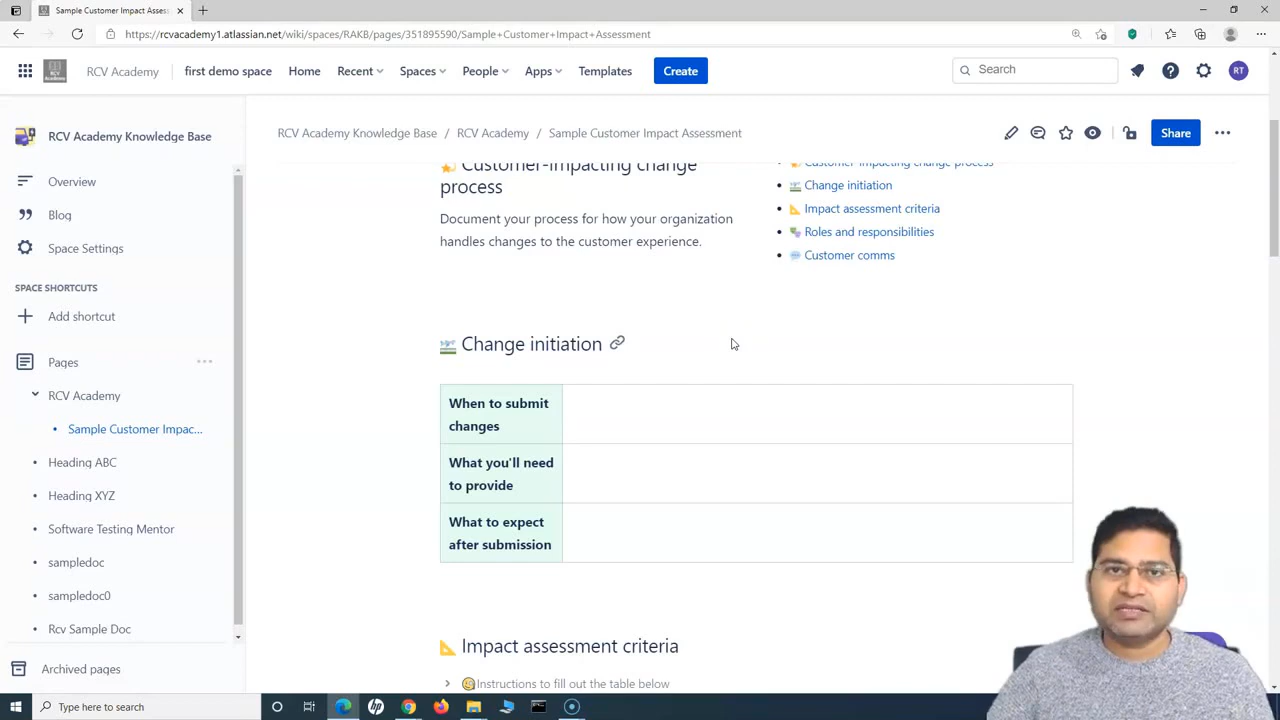 Sample Customer Impact Assess
https://rcvacademy1.atlassian.net/wiki/spaces/RAKB/pages/351895590/Sample+Customer+Impact+Assessment
RCV Academy
RCV Academy
first demo space
Home
Recent
Spaces
People
Apps
Templates
Create
Search
RT
RCV Academy Knowledge Base
Overview
Blog
Space Settings
SPACE SHORTCUTS
Add shortcut
Pages
RCV Academy
Sample Customer Impac...
Heading ABC
Heading XYZ
Software Testing Mentor
sampledoc
sampledoc0
Rcv Sample Doc
Archived pages
RCV Academy Knowledge Base / RCV Academy / Sample Customer Impact Assessment
Share
Customer-impacting change
process
Document your process for how your organization
handles changes to the customer experience.
Customer-impacting change process
Change initiation
Impact assessment criteria
Roles and responsibilities
Customer comms
Change initiation
When to submit
changes
What you'll need
to provide
What to expect
after submission
Impact assessment criteria
Instructions to fill out the table below
Type here to search